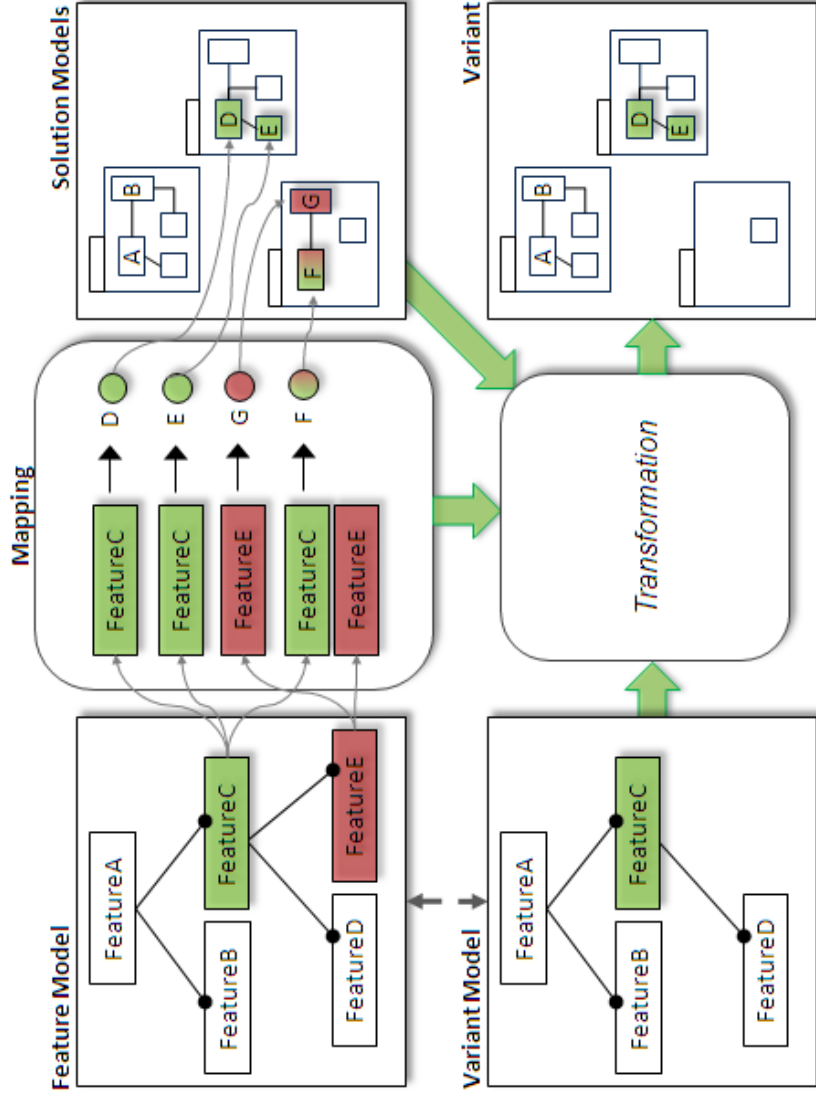 Feature Model
FeatureA
FeatureB
FeatureC
FeatureD
FeatureE
Mapping
FeatureC
D
FeatureC
E
FeatureE
G
FeatureC
FeatureE
F
Solution Models
A
B
D
E
F
G
Variant Model
FeatureA
FeatureB
FeatureC
FeatureD
Transformation
Variant
A
B
D
E